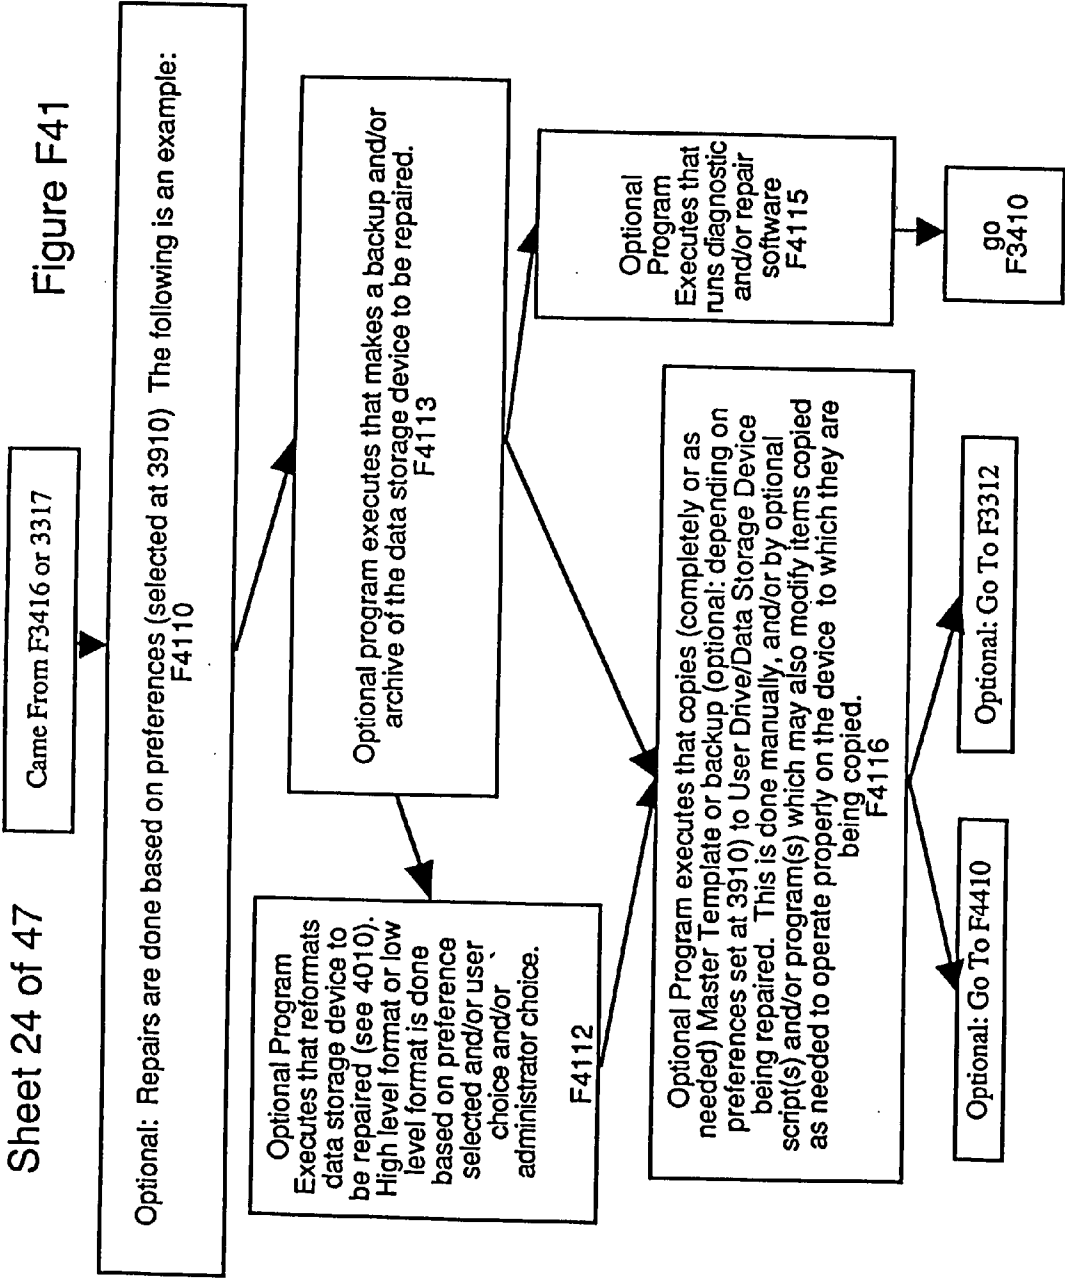 Sheet 24 of 47
Figure F41
Came From F3416 or 3317
Optional: Repairs are done based on preferences (selected at 3910) The following is an example:
F4110
Optional program executes that makes a backup and/or
archive of the data storage device to be repaired.
F4113
Optional Program
Executes that reformats
data storage device to
be repaired (see 4010).
High level format or low
level format is done
based on preference
selected and/or user
choice and/or
administrator choice.
F4112
Optional
Program
Executes that
runs diagnostic
and/or repair
software
F4115
Optional Program executes that copies (completely or as
needed) Master Template or backup (optional: depending on
preferences set at 3910) to User Drive/Data Storage Device
being repaired. This is done manually, and/or by optional
script(s) and/or program(s) which may also modify items copied
as needed to operate properly on the device to which they are
being copied.
F4116
go
F3410
Optional: Go To F4410
Optional: Go To F3312